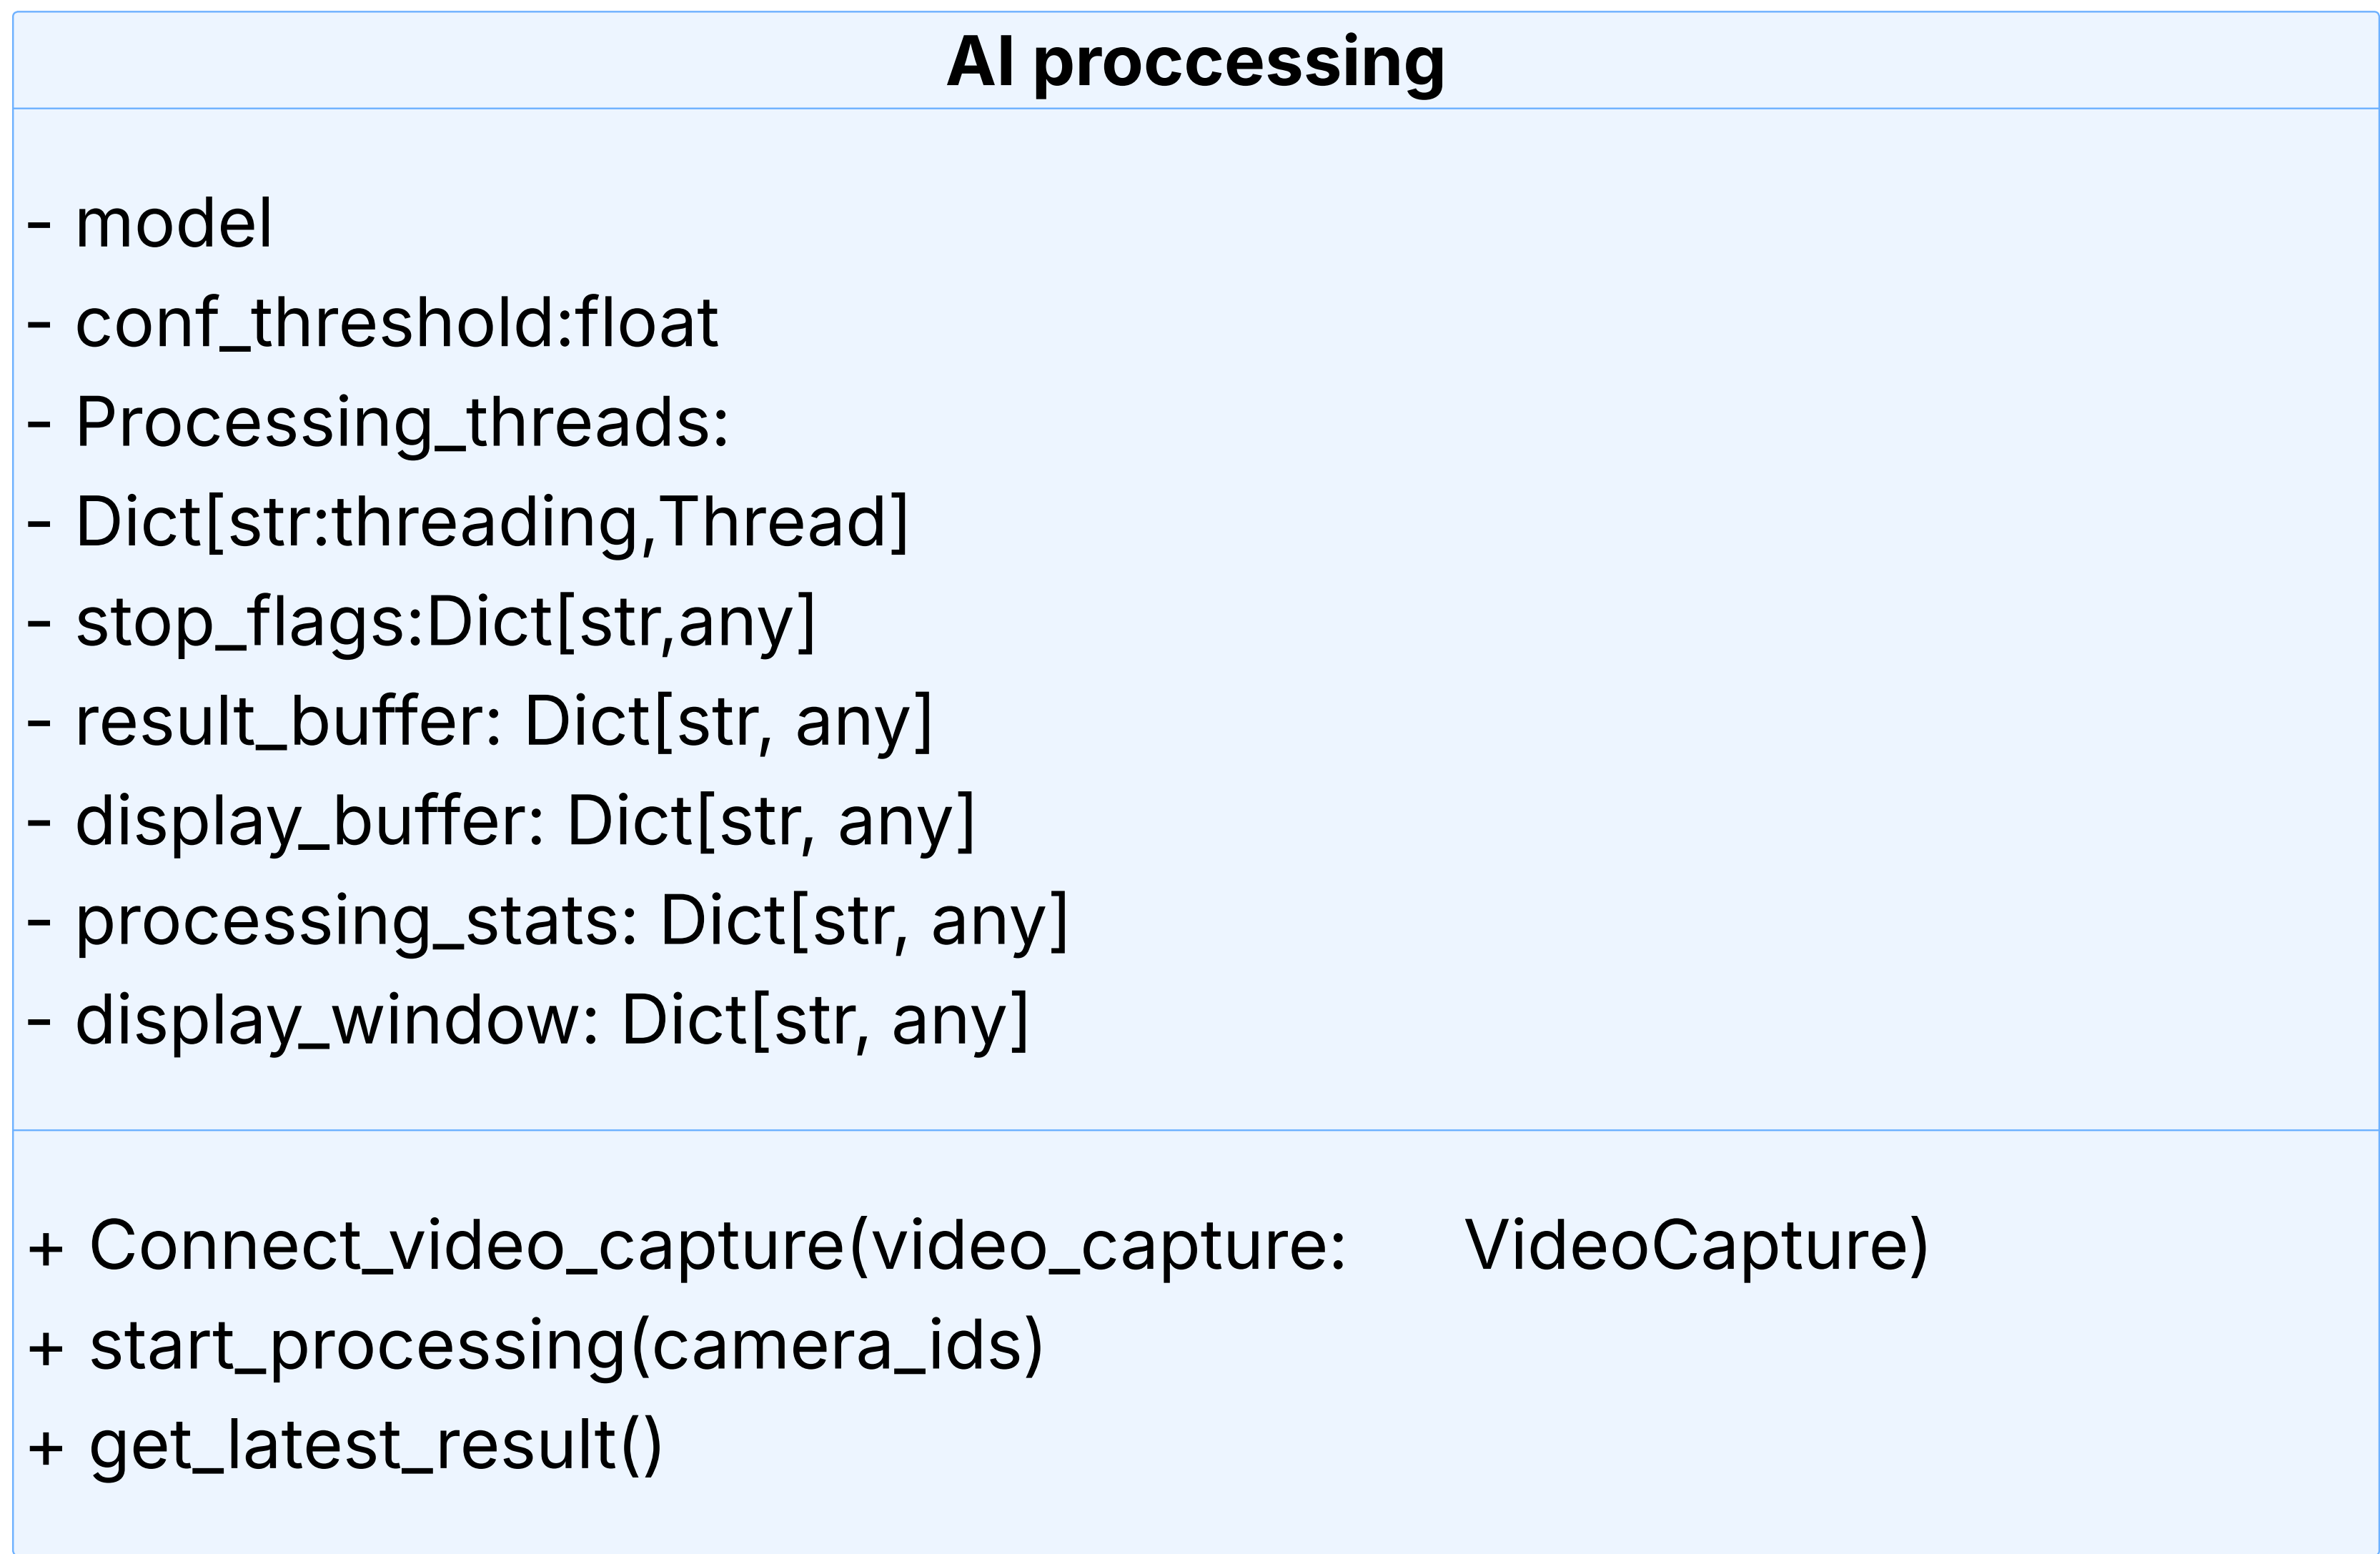 AI proccessing
- model
- conf_threshold:float
- Processing_threads:
- Dict[str:threading,Thread]
- stop_flags:Dict[str,any]
- result_buffer: Dict[str, any]
- display_buffer: Dict[str, any]
- processing_stats: Dict[str, any]
- display_window: Dict[str, any]
+ Connect_video_capture(video_capture: VideoCapture)
+ start_processing(camera_ids)
+ get_latest_result()